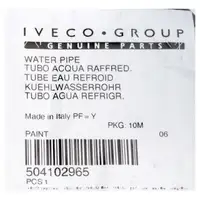 IVECO·GROUP
GENUINE PARTS
WATER PIPE
TUBO ACQUA RAFFRED.
TUBE EAU REFROID
KUEHLWASSERROHR
TUBO AGUA REFRIGR.
Made in Italy PF=Y
PKG: 10M
PAINT 06
504102965
PCS 1